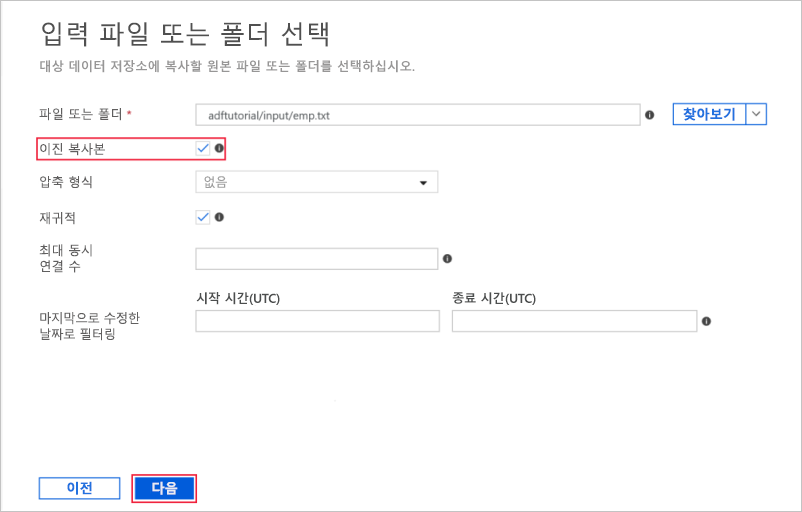 입력 파일 또는 폴더 선택
대상 데이터 저장소에 복사할 원본 파일 또는 폴더를 선택하십시오.
파일 또는 폴더 * adftutorial/input/emp.txt 찾아보기
이진 복사본
압축 형식 없음
재귀적
최대 동시
연결 수
시작 시간(UTC) 종료 시간(UTC)
마지막으로 수정한
날짜로 필터링
이전 다음